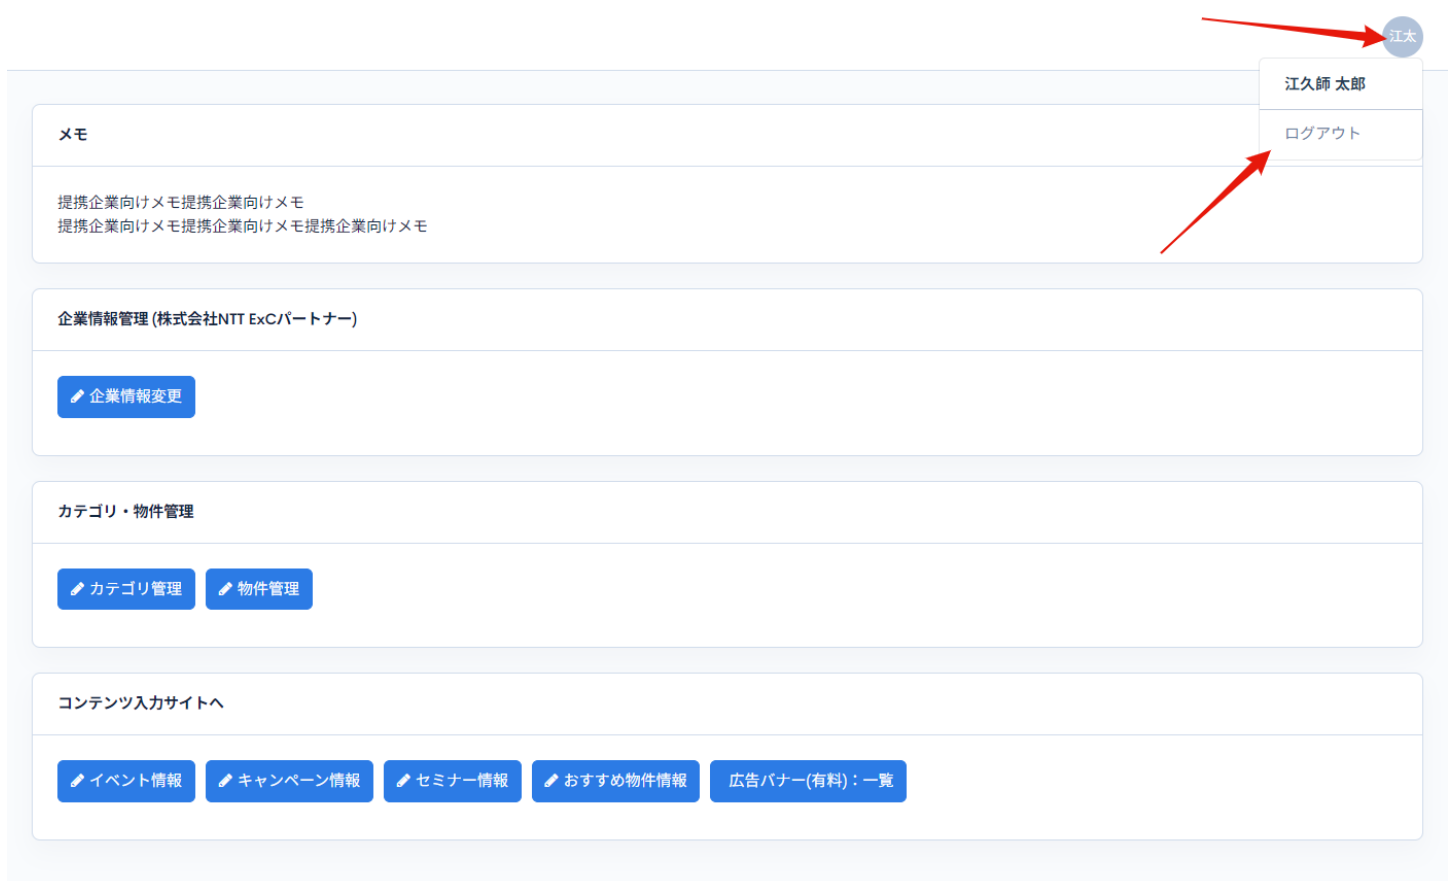 江太
江久師 太郎
ログアウト
メモ
提携企業向けメモ提携企業向けメモ
提携企業向けメモ提携企業向けメモ提携企業向けメモ
企業情報管理 (株式会社NTT ExCパートナー)
企業情報変更
カテゴリ・物件管理
カテゴリ管理 物件管理
コンテンツ入力サイトへ
イベント情報 キャンペーン情報 セミナー情報 おすすめ物件情報 広告バナー(有料)：一覧